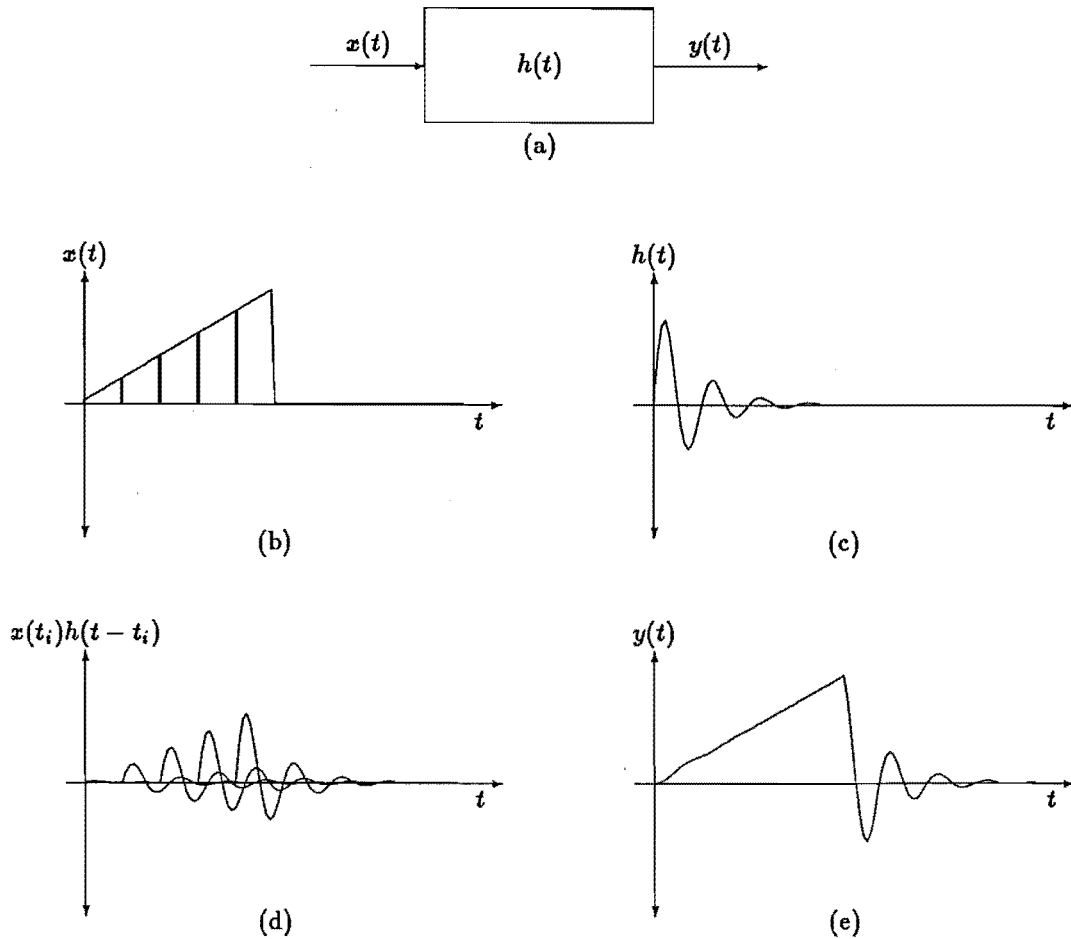 x(t)
h(t)
y(t)
(a)
x(t)
t
(b)
h(t)
t
(c)
x(t_i)h(t − t_i)
t
(d)
y(t)
t
(e)